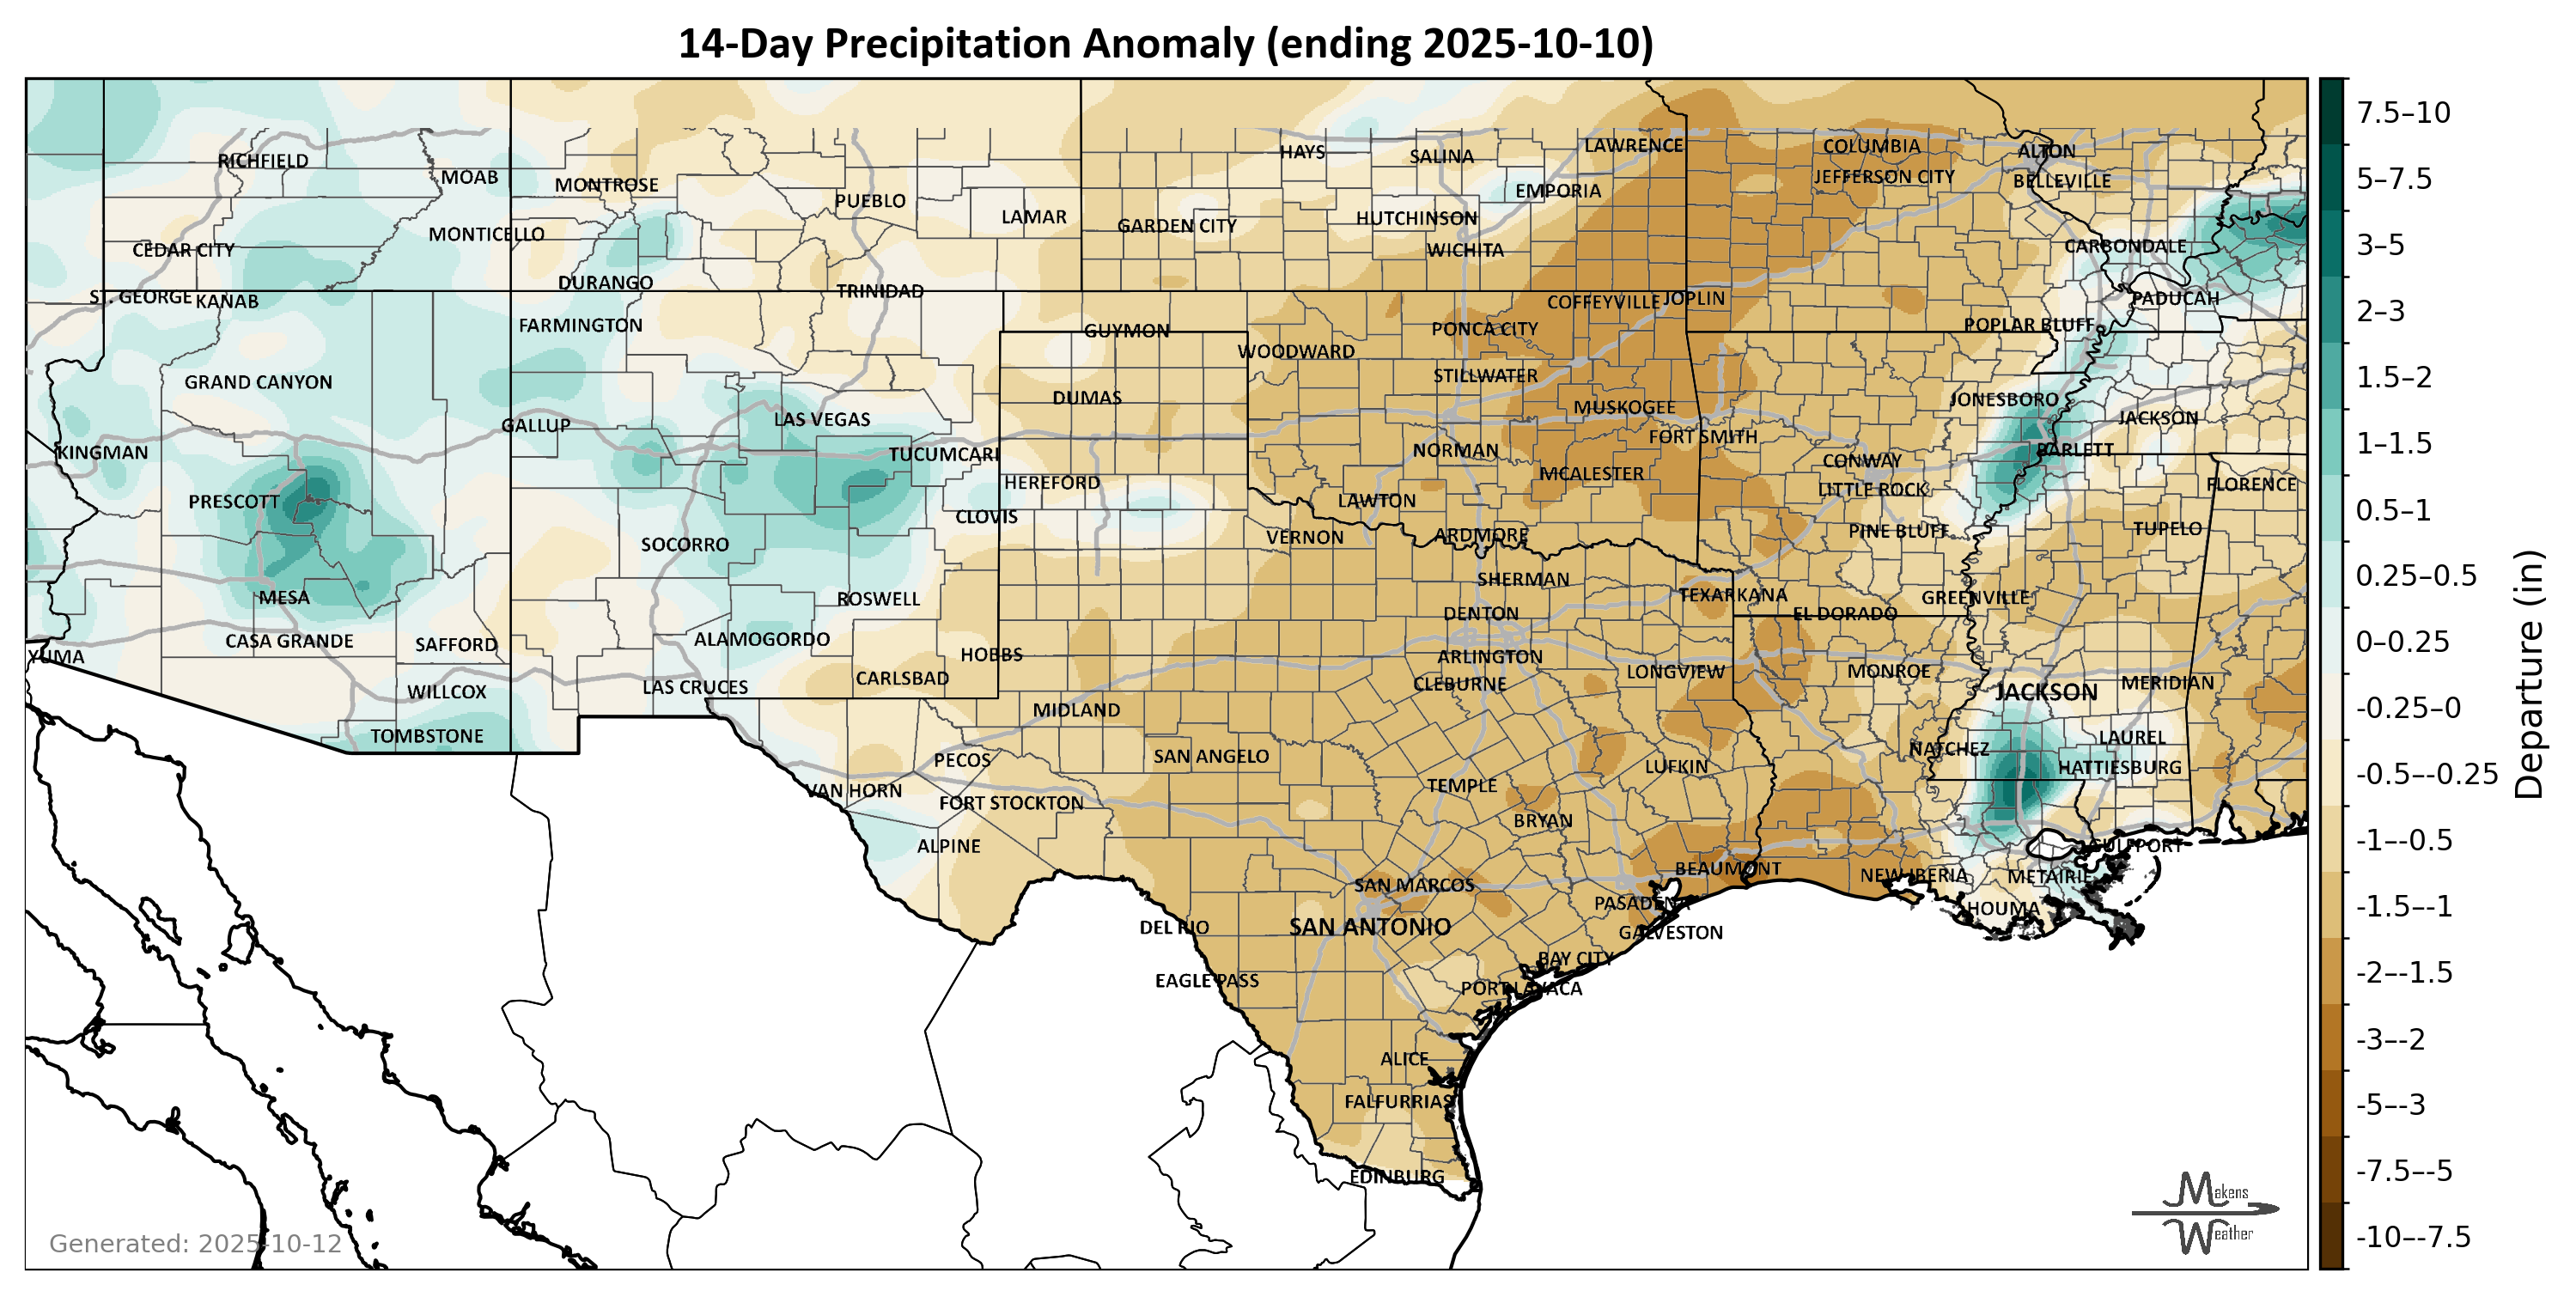 14-Day Precipitation Anomaly (ending 2025-10-10)
RICHFIELD
MOAB
MONTROSE
PUEBLO
LAMAR
HAYS
SALINA
LAWRENCE
EMPORIA
COLUMBIA
JEFFERSON CITY
ALTON
BELLEVILLE
CEDAR CITY
MONTICELLO
GARDEN CITY
HUTCHINSON
WICHITA
CARBONDALE
DURANGO
TRINIDAD
ST. GEORGE
KANAB
FARMINGTON
GUYMON
PONCA CITY
COFFEYVILLE
JOPLIN
PADUCAH
POPLAR BLUFF
WOODWARD
STILLWATER
GRAND CANYON
DUMAS
MUSKOGEE
JONESBORO
JACKSON
GALLUP
LAS VEGAS
KINGMAN
TUCUMCARI
NORMAN
FORT SMITH
BARLETT
PRESCOTT
HEREFORD
MCALESTER
CONWAY
LITTLE ROCK
FLORENCE
CLOVIS
LAWTON
SOCORRO
VERNON
ARDMORE
PINE BLUFF
TUPELO
MESA
ROSWELL
SHERMAN
DENTON
TEXARKANA
EL DORADO
GREENVILLE
YUMA
CASA GRANDE
SAFFORD
ALAMOGORDO
HOBBS
ARLINGTON
WILLCOX
LAS CRUCES
CARLSBAD
CLEBURNE
LONGVIEW
MONROE
JACKSON
MERIDIAN
TOMBSTONE
MIDLAND
PECOS
SAN ANGELO
LUFKIN
NATCHEZ
LAUREL
HATTIESBURG
VAN HORN
FORT STOCKTON
TEMPLE
BRYAN
ALPINE
BEAUMONT
GULFPORT
SAN MARCOS
NEW IBERIA
METAIRIE
DEL RIO
SAN ANTONIO
PASADENA
HOUMA
GALVESTON
EAGLE PASS
BAY CITY
PORT LAVACA
ALICE
FALFURRIAS
EDINBURG
7.5–10
5–7.5
3–5
2–3
1.5–2
1–1.5
0.5–1
0.25–0.5
0–0.25
-0.25–0
-0.5–-0.25
-1–-0.5
-1.5–-1
-2–-1.5
-3–-2
-5–-3
-7.5–-5
-10–-7.5
Departure (in)
Generated: 2025-10-12
Makens
Weather